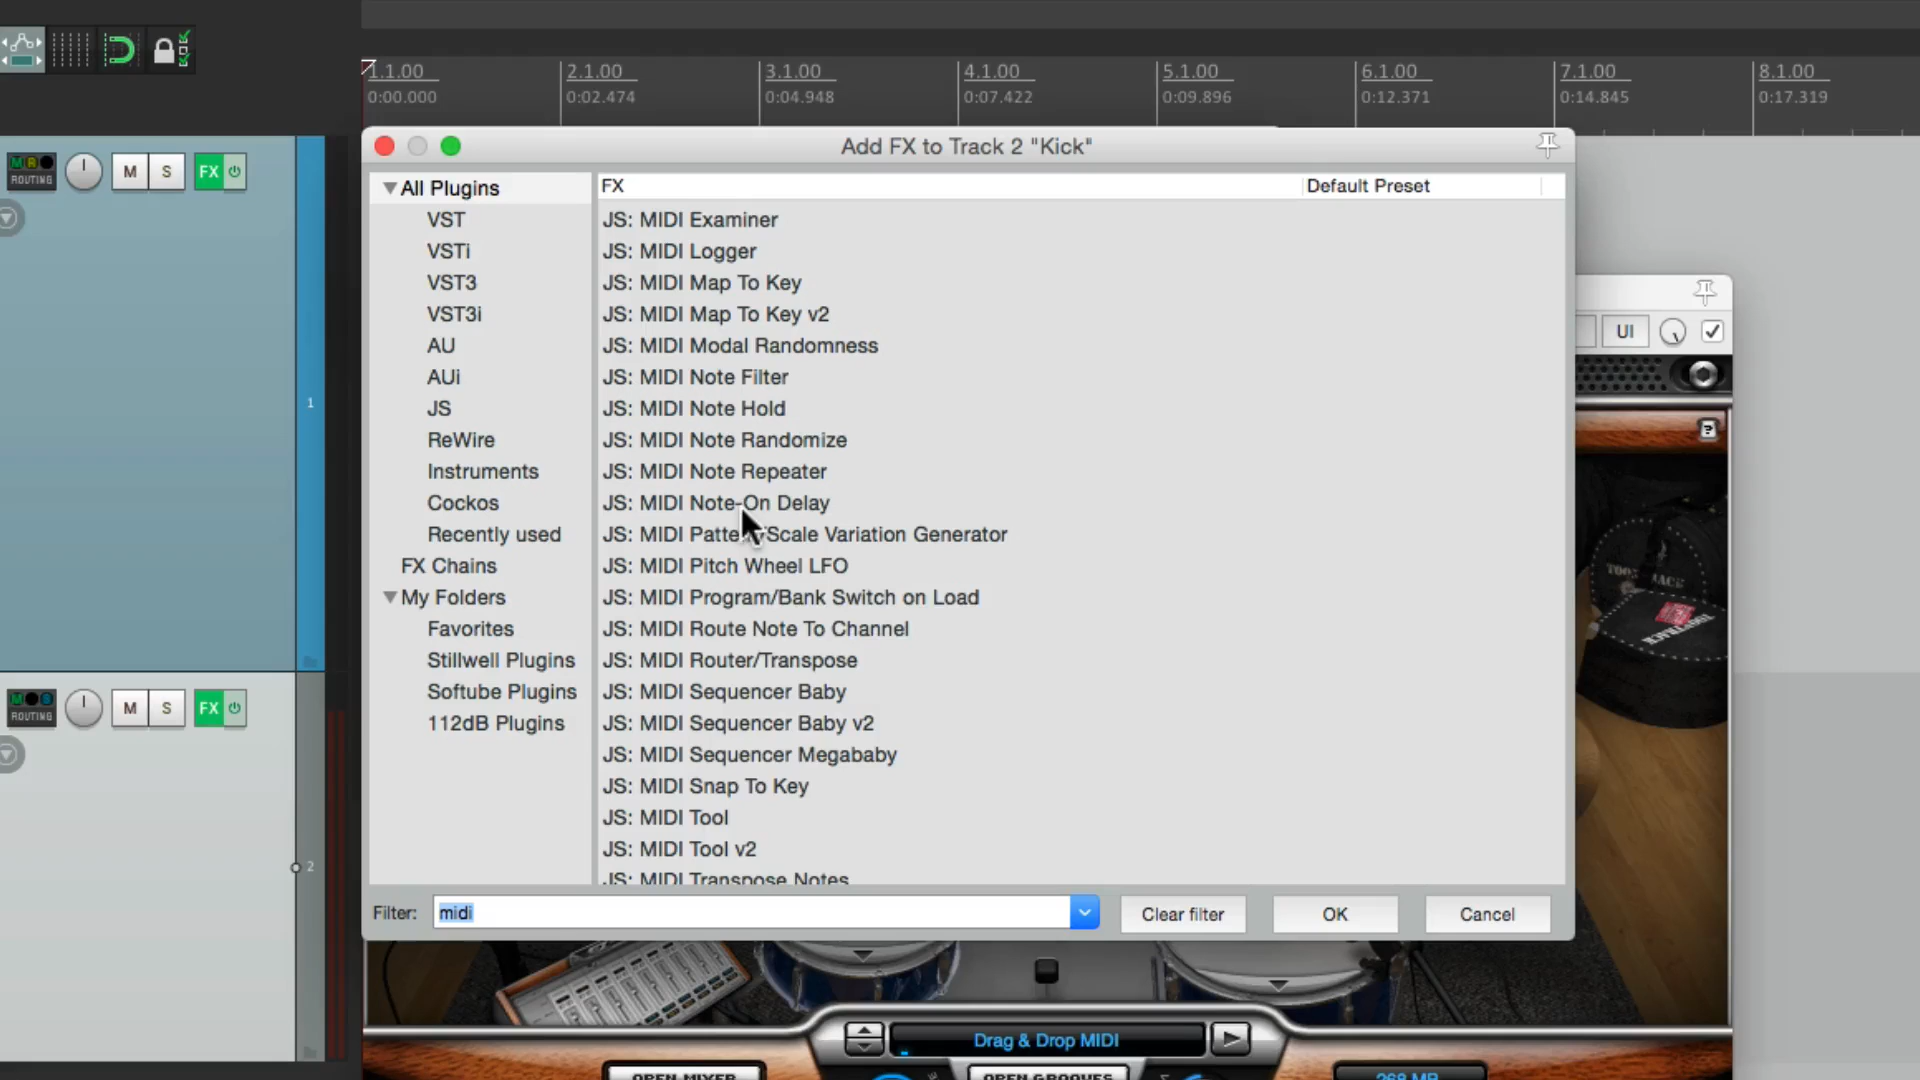 1.1.00 2.1.00 3.1.00 4.1.00 5.1.00 6.1.00 7.1.00 8.1.00
0:00.000 0:02.474 0:04.948 0:07.422 0:09.896 0:12.371 0:14.845 0:17.319
Add FX to Track 2 "Kick"
ROUTING M S FX
All Plugins
VST
VSTi
VST3
VST3i
AU
AUi
JS
ReWire
Instruments
Cockos
Recently used
FX Chains
My Folders
Favorites
Stillwell Plugins
Softube Plugins
112dB Plugins
FX Default Preset
JS: MIDI Examiner
JS: MIDI Logger
JS: MIDI Map To Key
JS: MIDI Map To Key v2
JS: MIDI Modal Randomness
JS: MIDI Note Filter
JS: MIDI Note Hold
JS: MIDI Note Randomize
JS: MIDI Note Repeater
JS: MIDI Note-On Delay
JS: MIDI Patte /Scale Variation Generator
JS: MIDI Pitch Wheel LFO
JS: MIDI Program/Bank Switch on Load
JS: MIDI Route Note To Channel
JS: MIDI Router/Transpose
JS: MIDI Sequencer Baby
JS: MIDI Sequencer Baby v2
JS: MIDI Sequencer Megababy
JS: MIDI Snap To Key
JS: MIDI Tool
JS: MIDI Tool v2
JS: MIDI Transpose Notes
UI
?
1
ROUTING M S FX
2
Filter: midi Clear filter OK Cancel
Drag & Drop MIDI
OPEN MIXER OPEN GROOVES 268 MB